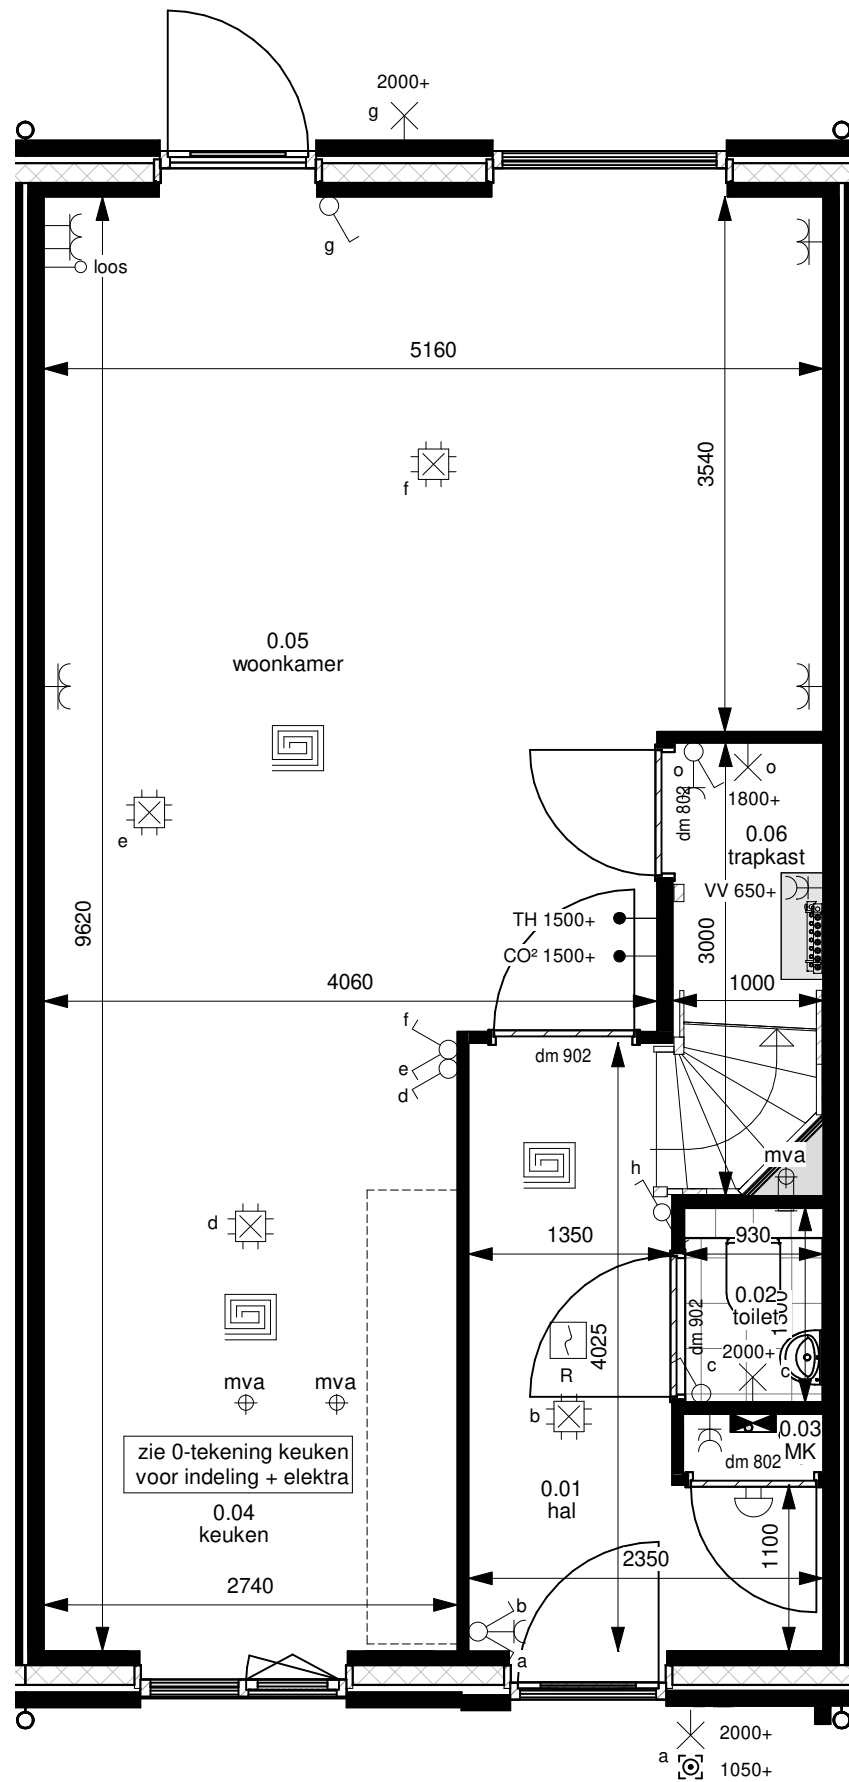 2000+
g
g
loos
5160
3540
f
0.05
woonkamer
o
o
dm 802
1800+
e
0.06
trapkast
VV 650+
9620
TH 1500+
3000
CO² 1500+
4060
1000
f
dm 902
e
d
mva
h
d
1350
930
0.02
toilet
1500
dm 902
4025
2000+
R
c
c
mva
mva
b
0.03
MK
zie 0-tekening keuken
voor indeling + elektra
dm 802
0.01
hal
0.04
keuken
1100
2350
2740
b
a
2000+
a
1050+